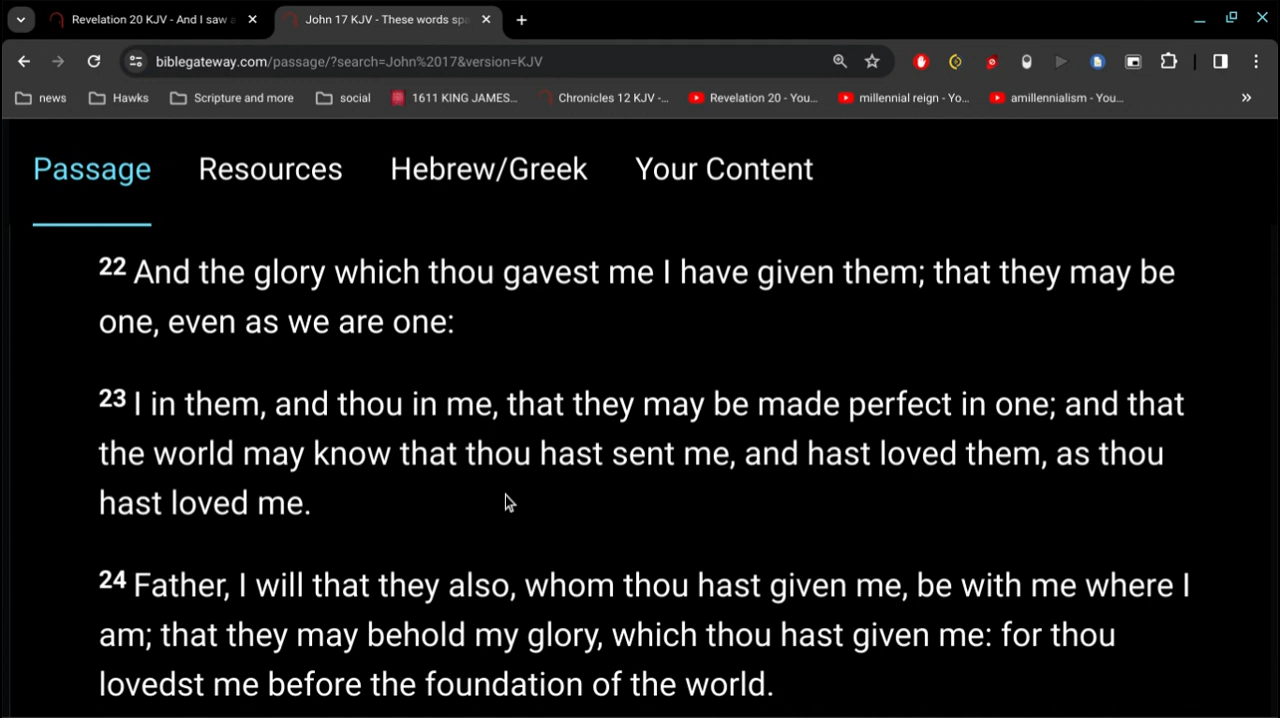 Revelation 20 KJV - And I saw a
John 17 KJV - These words spa
biblegateway.com/passage/?search=John%2017&version=KJV
news
Hawks
Scripture and more
social
1611 KING JAMES...
Chronicles 12 KJV -...
Revelation 20 - You...
millennial reign - Yo...
amillennialism - You...
Passage
Resources
Hebrew/Greek
Your Content
22 And the glory which thou gavest me I have given them; that they may be
one, even as we are one:
23 I in them, and thou in me, that they may be made perfect in one; and that
the world may know that thou hast sent me, and hast loved them, as thou
hast loved me.
24 Father, I will that they also, whom thou hast given me, be with me where I
am; that they may behold my glory, which thou hast given me: for thou
lovedst me before the foundation of the world.